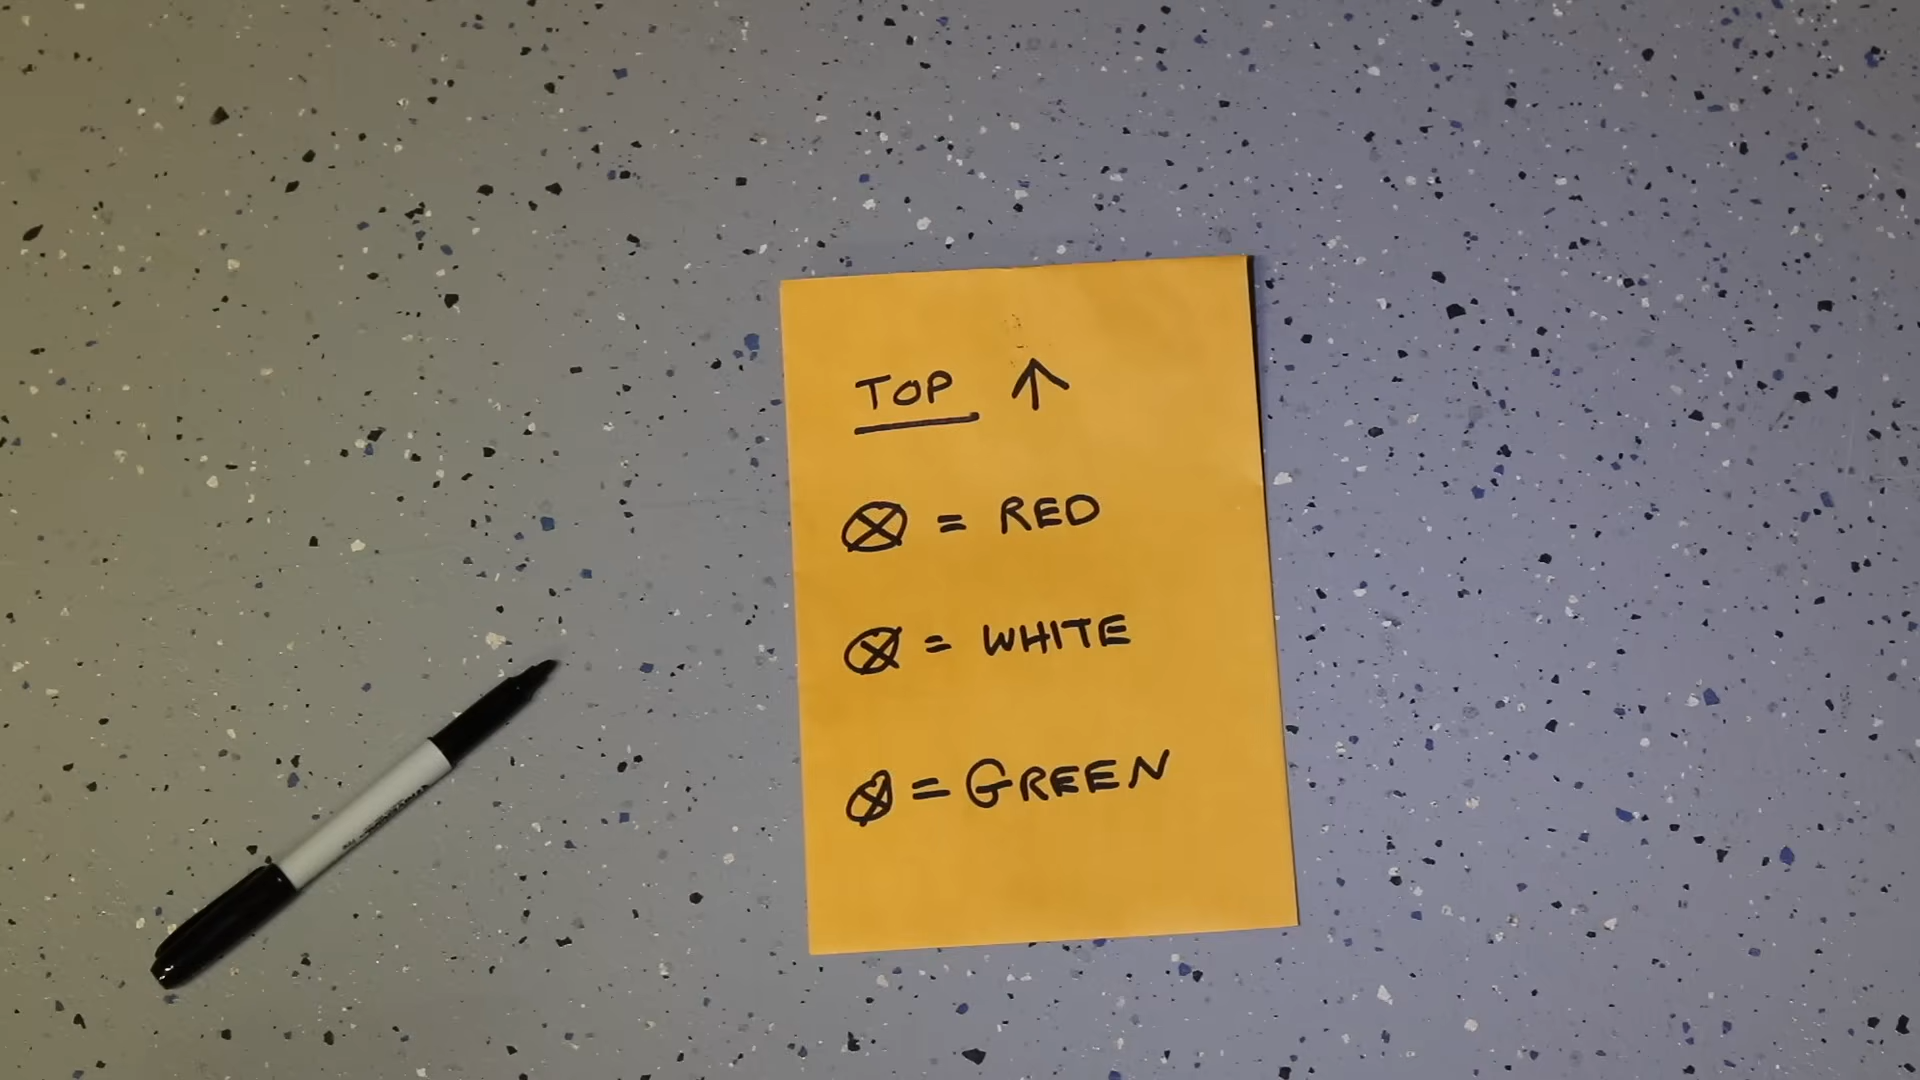 TOP ↑
⊗ = RED
⊗ = WHITE
⊗ = GREEN